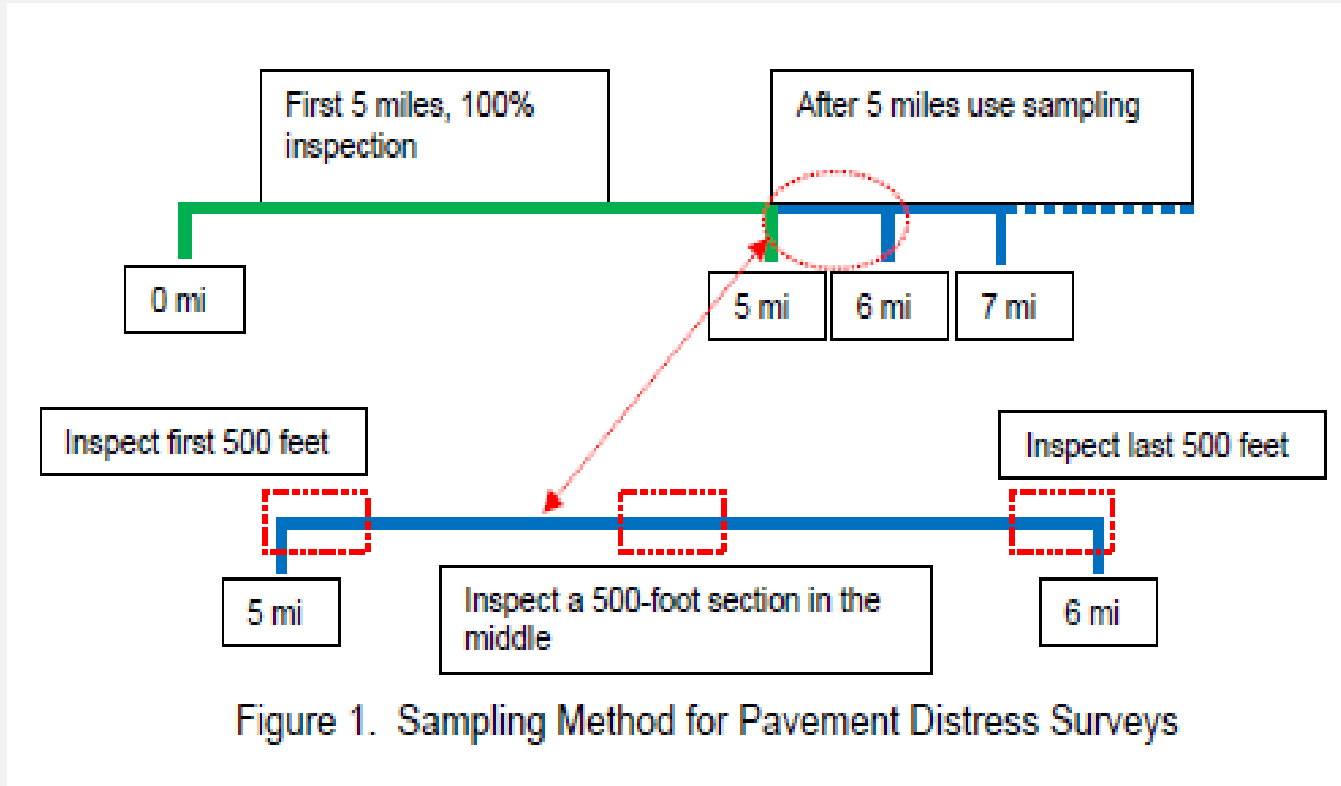 First 5 miles, 100%
inspection
After 5 miles use sampling
0 mi
5 mi
6 mi
7 mi
Inspect first 500 feet
Inspect last 500 feet
5 mi
Inspect a 500-foot section in the
middle
6 mi
Figure 1. Sampling Method for Pavement Distress Surveys